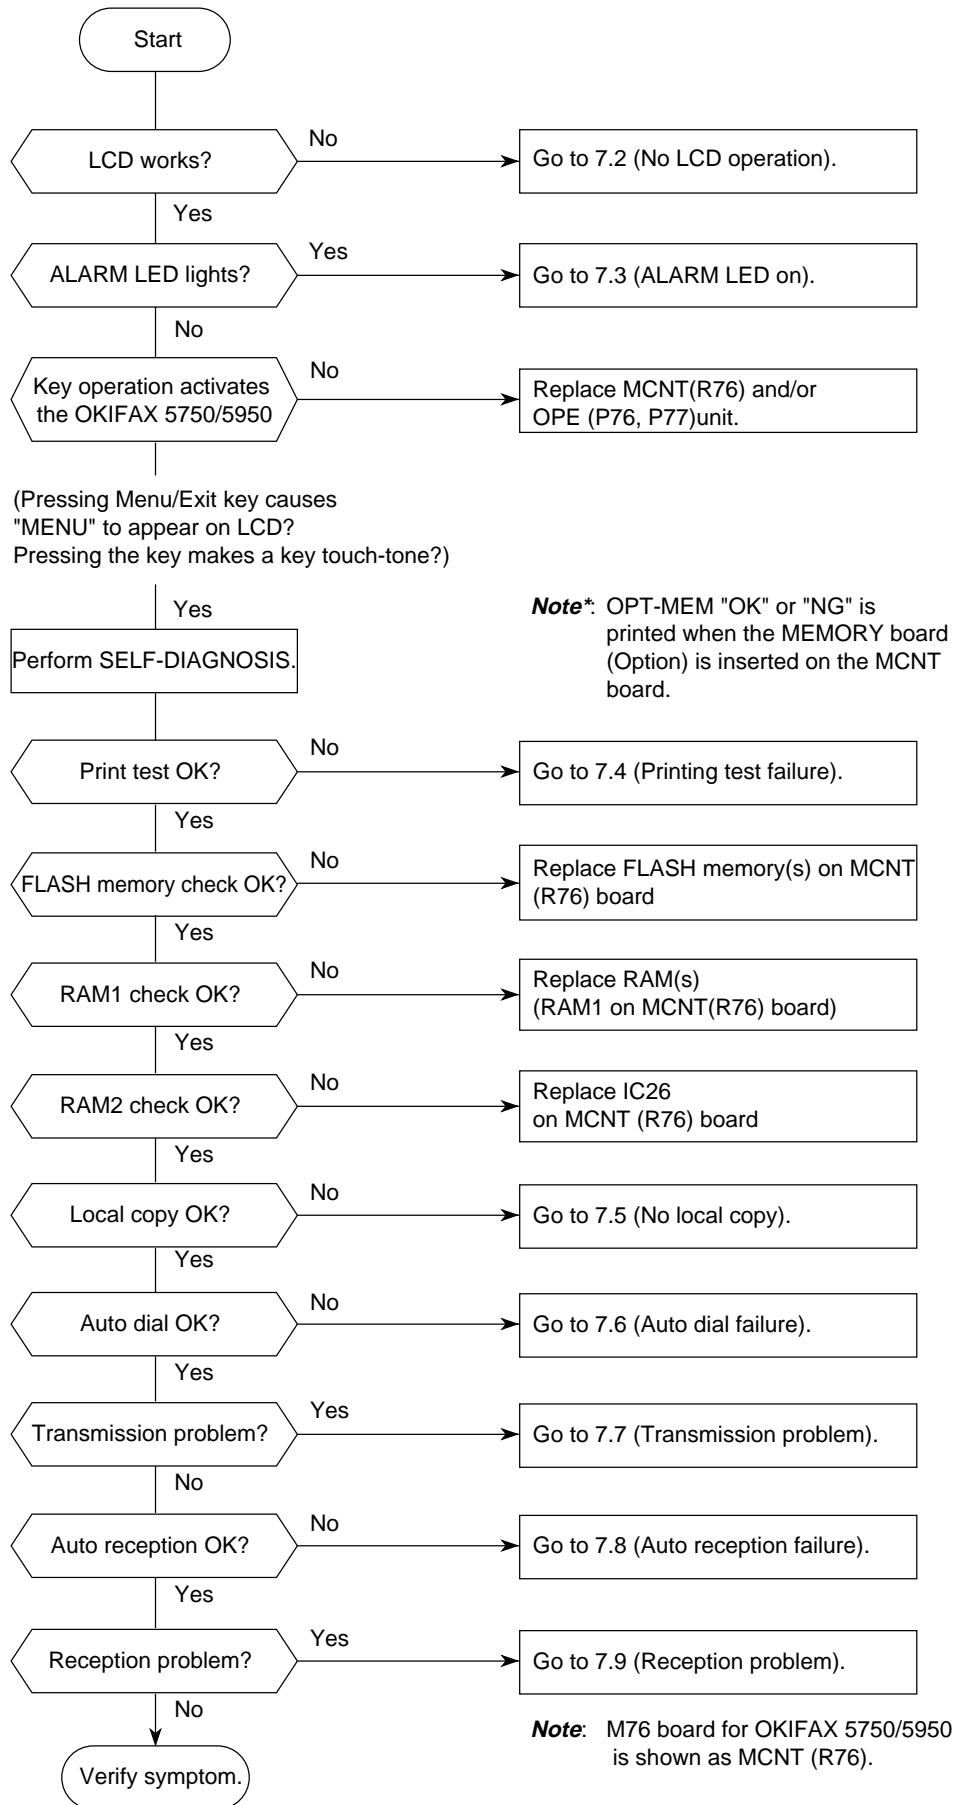 Start
No
LCD works?
Go to 7.2 (No LCD operation).
Yes
Yes
ALARM LED lights?
Go to 7.3 (ALARM LED on).
No
No
Key operation activates
the OKIFAX 5750/5950
Replace MCNT(R76) and/or
OPE (P76, P77)unit.
(Pressing Menu/Exit key causes
"MENU" to appear on LCD?
Pressing the key makes a key touch-tone?)
Yes
Note*: OPT-MEM "OK" or "NG" is
printed when the MEMORY board
(Option) is inserted on the MCNT
board.
Perform SELF-DIAGNOSIS.
No
Print test OK?
Go to 7.4 (Printing test failure).
Yes
No
FLASH memory check OK?
Replace FLASH memory(s) on MCNT
(R76) board
Yes
No
RAM1 check OK?
Replace RAM(s)
(RAM1 on MCNT(R76) board)
Yes
No
RAM2 check OK?
Replace IC26
on MCNT (R76) board
Yes
No
Local copy OK?
Go to 7.5 (No local copy).
Yes
No
Auto dial OK?
Go to 7.6 (Auto dial failure).
Yes
Yes
Transmission problem?
Go to 7.7 (Transmission problem).
No
No
Auto reception OK?
Go to 7.8 (Auto reception failure).
Yes
Yes
Reception problem?
Go to 7.9 (Reception problem).
No
Note: M76 board for OKIFAX 5750/5950
is shown as MCNT (R76).
Verify symptom.